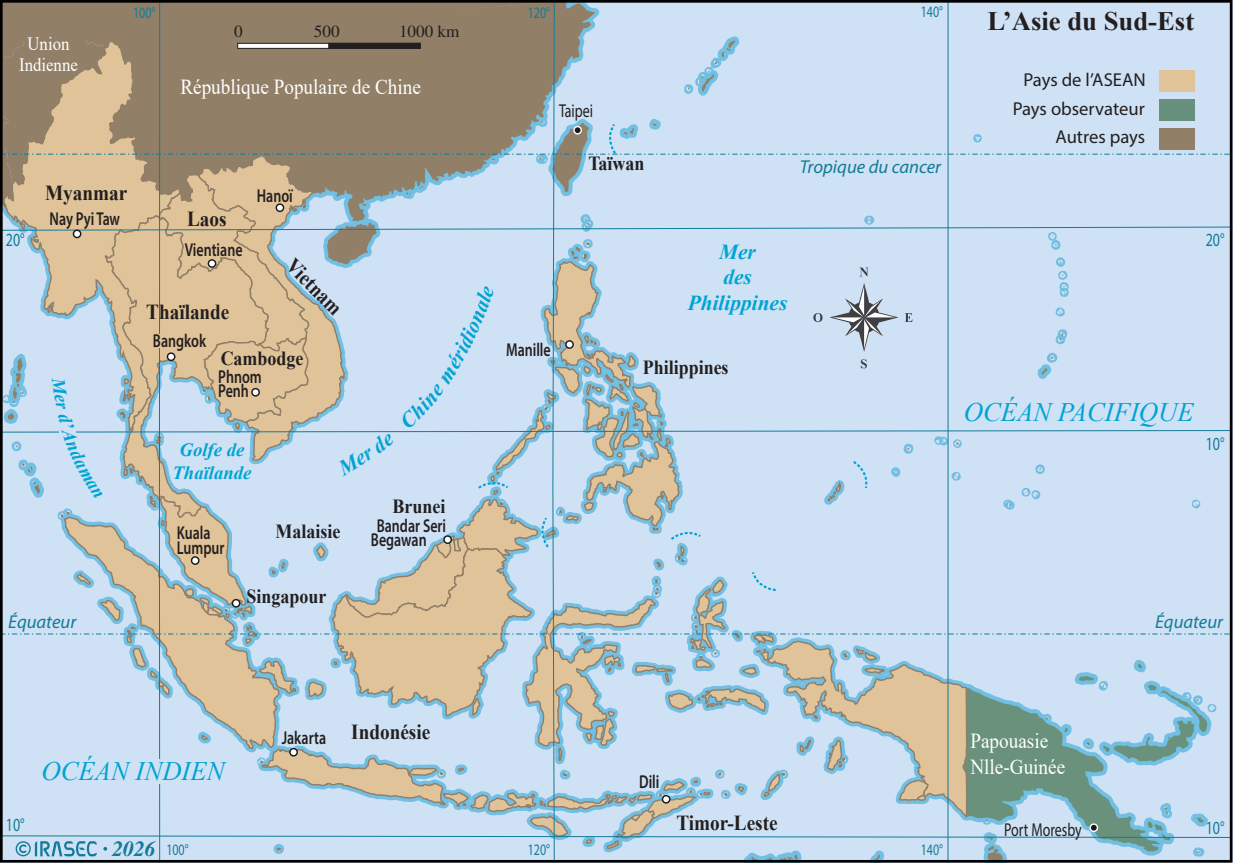 100°
120°
140°
L'Asie du Sud-Est
0 500 1000 km
Union
Indienne
République Populaire de Chine
Pays de l'ASEAN
Pays observateur
Autres pays
Taipei
Taïwan
Tropique du cancer
Myanmar
Nay Pyi Taw
Hanoï
Laos
Vientiane
Vietnam
20°
20°
Mer
des
Philippines
N
O
E
S
Thaïlande
Bangkok
Cambodge
Phnom
Penh
Manille
Philippines
Mer de Chine méridionale
Mer d'Andaman
OCÉAN PACIFIQUE
10°
Golfe de
Thaïlande
Brunei
Bandar Seri
Begawan
Malaisie
Kuala
Lumpur
Singapour
Équateur
Équateur
Indonésie
Jakarta
OCÉAN INDIEN
Papouasie
Nlle-Guinée
Dili
Timor-Leste
Port Moresby
10°
10°
©IRASEC • 2026
100°
120°
140°